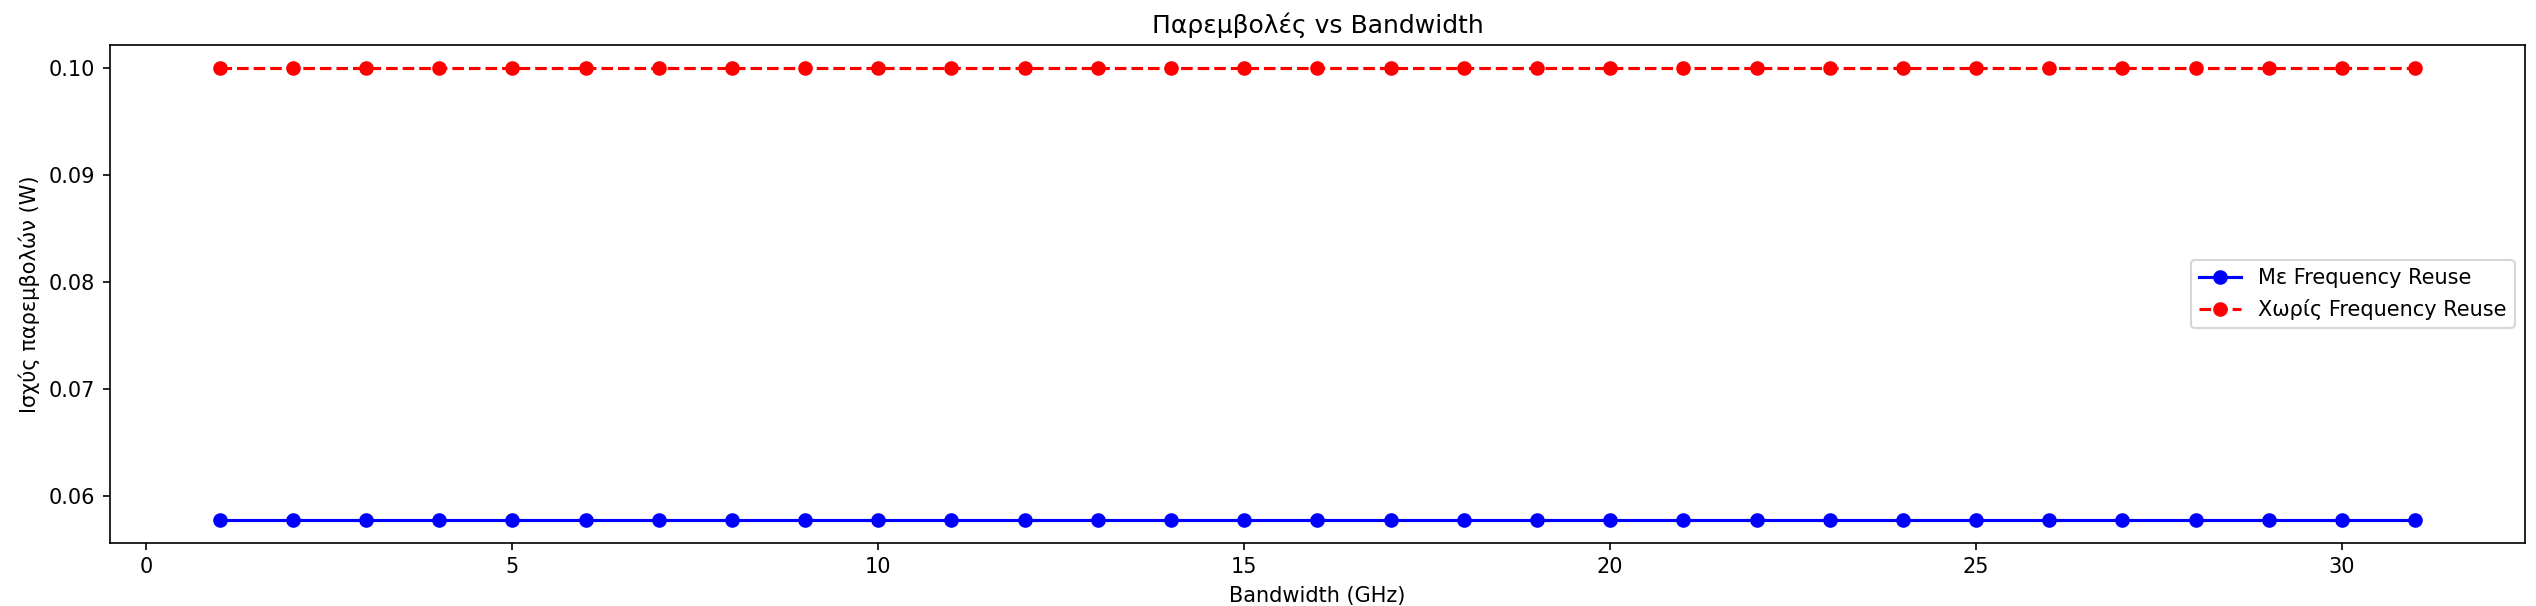 Παρεμβολές vs Bandwidth
Ισχύς παρεμβολών (W)
0.10
0.09
0.08
0.07
0.06
Με Frequency Reuse
Χωρίς Frequency Reuse
0 5 10 15 20 25 30
Bandwidth (GHz)